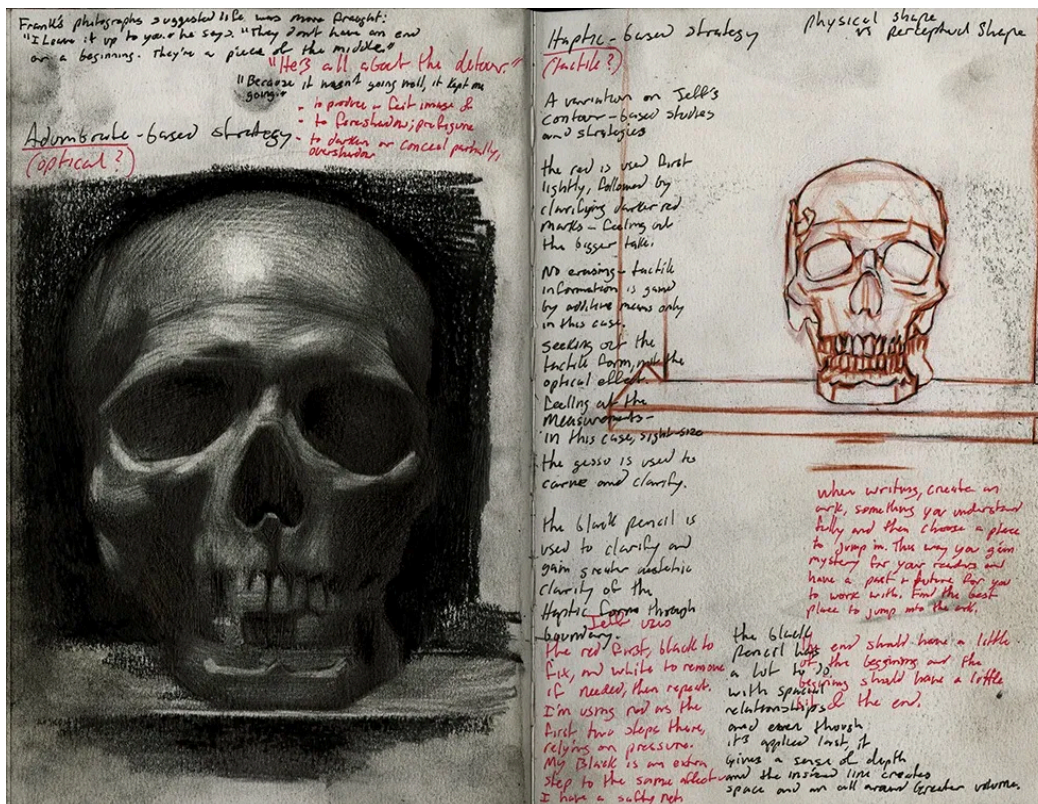 Frank's photographs suggested life was more fraught:
"I leave it up to you," he says. "They don't have an end
or a beginning. They're a piece of the middle."
"He's all about the detour."
"Because it wasn't going well, it kept me
going."
- to produce a faint image of
- to foreshadow; prefigure
- to darken or conceal partially,
overshadow
Adumbrate-based strategy
(optical?)
Haptic-based strategy
(tactile?)
physical shape
vs perceptual shape
A variation on Jeff's
contour-based studies
and strategies
the red is used first
lightly, followed by
clarifying darker red
marks - feeling out
the bigger
No erasing - tactile
information is gained
by additive means only
in this case.
seeking out the
tactile form, not the
optical effect.
feeling out the
measurements -
in this case, sight-size
the gesso is used to
carve and clarify.
the black pencil is
used to clarify and
gain greater
clarity of the
Haptic forms through
boundary.
Jeff uses
the red first, black to
fix, and white to remove
if needed, then repeat.
I'm using red as the
first two steps there,
relying on pressure.
My Black is an extra
step to the same effect
I have a safety net
When writing, create an
ark, something you understand
fully and then choose a place
to jump in. This way you gain
mystery for your readers and
have a past & future for you
to work with. Find the best
place to jump into the ark.
end should have a little
of the beginning and the
beginning should have a little
bit of the end.
the black
pencil has
a lot to do
with spacial
relationships
and even though
it's applied last, it
gives a sense of depth
and the instead line creates
space and an all around Greater volume.